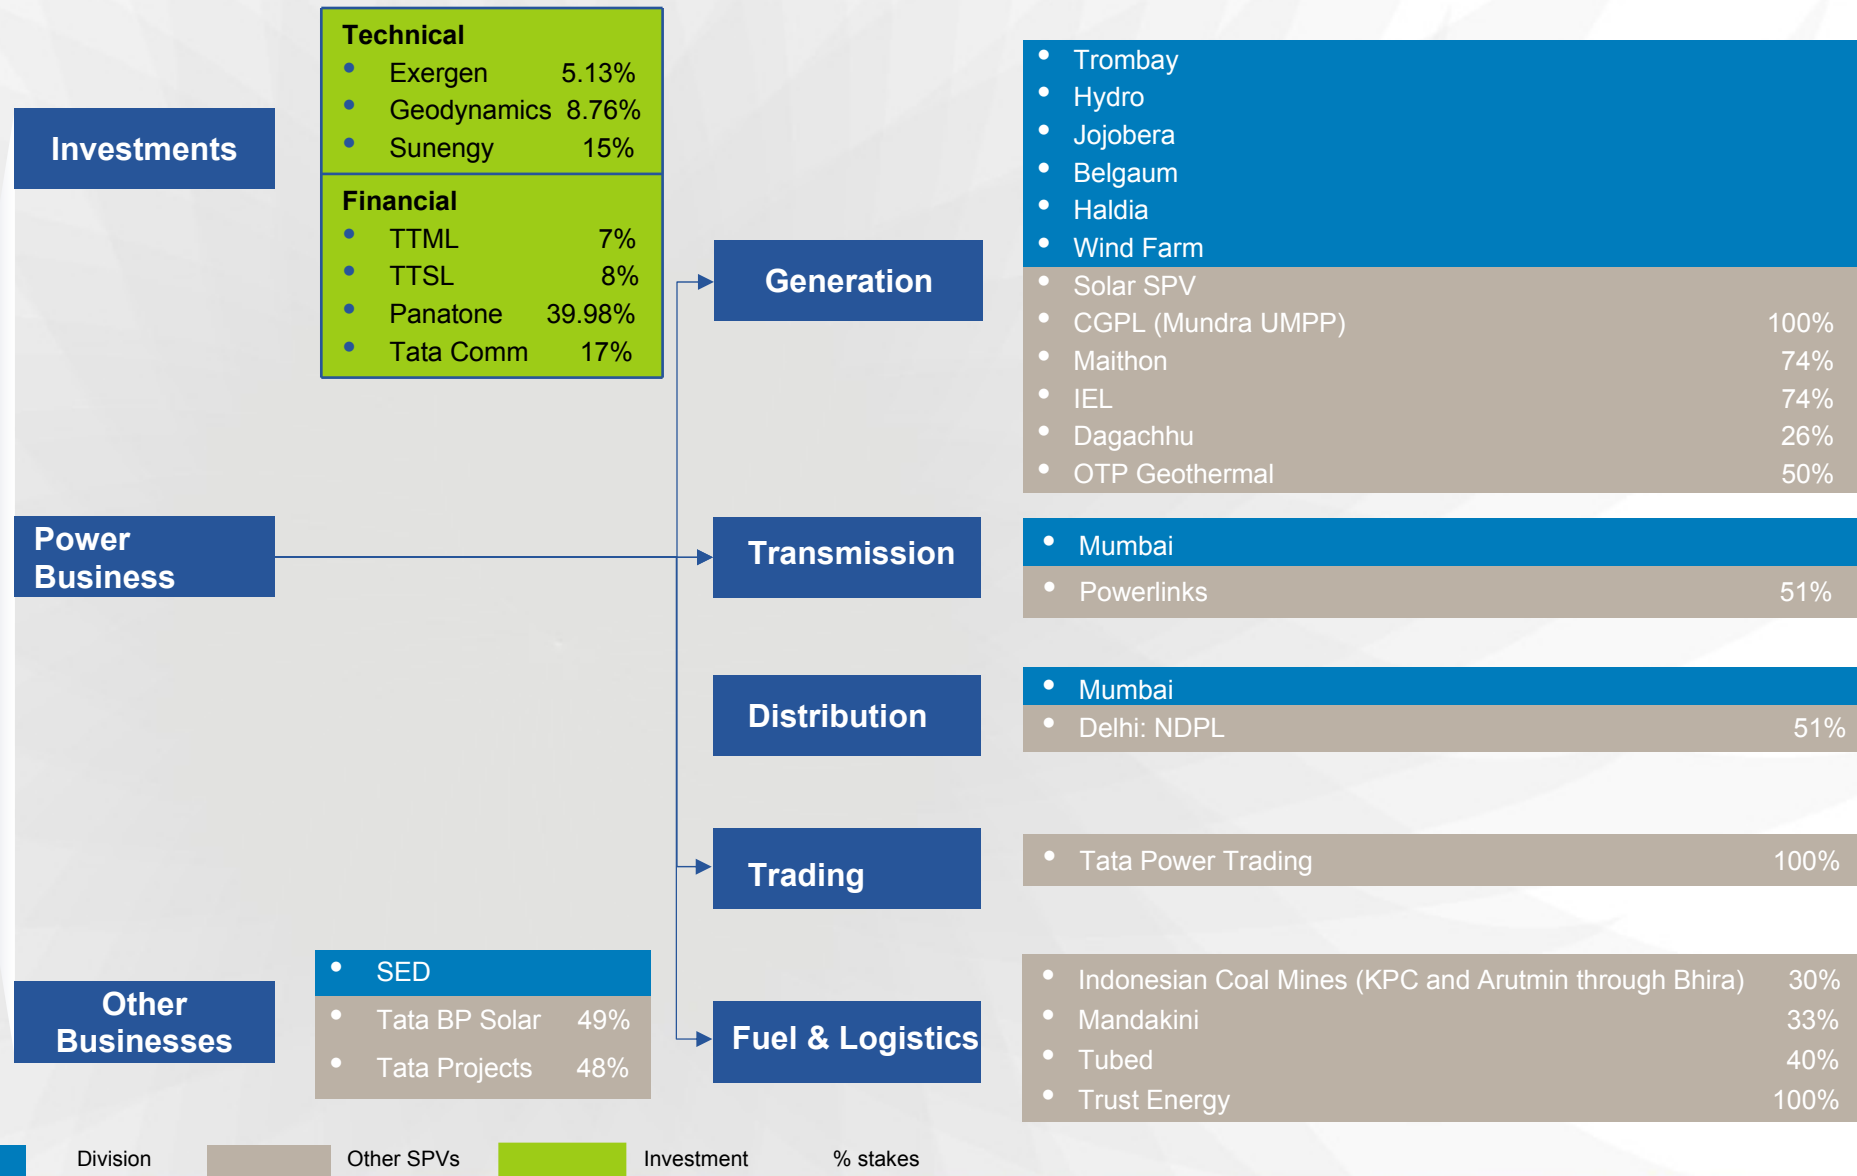 Investments
Technical
• Exergen 5.13%
• Geodynamics 8.76%
• Sunengy 15%
Financial
• TTML 7%
• TTSL 8%
• Panatone 39.98%
• Tata Comm 17%
Power
Business
Generation
• Trombay
• Hydro
• Jojobera
• Belgaum
• Haldia
• Wind Farm
• Solar SPV
• CGPL (Mundra UMPP) 100%
• Maithon 74%
• IEL 74%
• Dagachhu 26%
• OTP Geothermal 50%
Transmission
• Mumbai
• Powerlinks 51%
Distribution
• Mumbai
• Delhi: NDPL 51%
Trading
• Tata Power Trading 100%
Fuel & Logistics
• Indonesian Coal Mines (KPC and Arutmin through Bhira) 30%
• Mandakini 33%
• Tubed 40%
• Trust Energy 100%
Other
Businesses
• SED
• Tata BP Solar 49%
• Tata Projects 48%
Division Other SPVs Investment % stakes